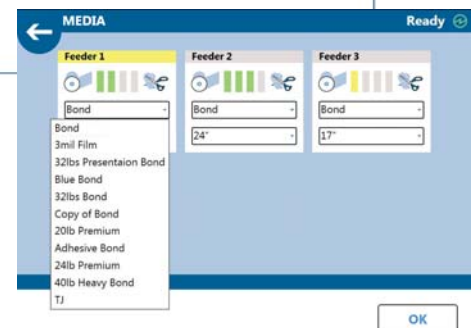 MEDIA
Ready
Feeder 1
Feeder 2
Feeder 3
Bond
Bond
Bond
24"
17"
Bond
3mil Film
32lbs Presentaion Bond
Blue Bond
32lbs Bond
Copy of Bond
20lb Premium
Adhesive Bond
24lb Premium
40lb Heavy Bond
TJ
OK